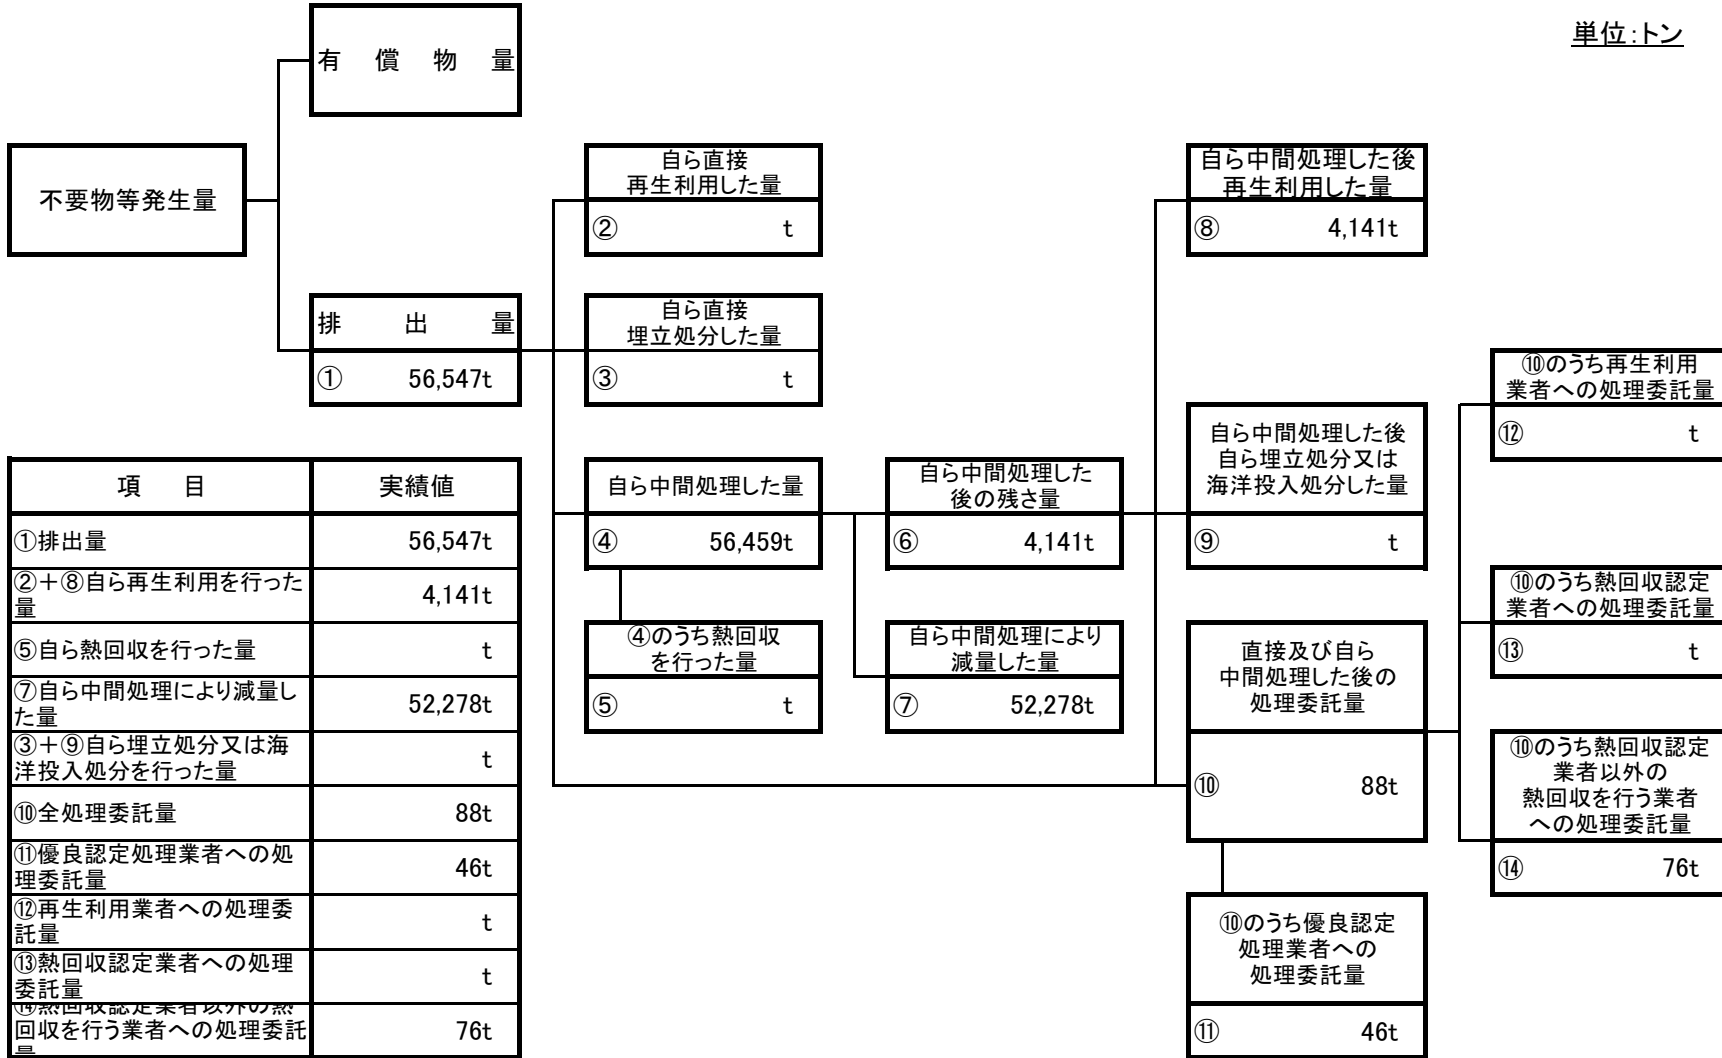 単位：トン
有　償　物　量
不要物等発生量
自ら直接
再生利用した量
② t
自ら中間処理した後
再生利用した量
⑧ 4,141t
排　出　量
① 56,547t
自ら直接
埋立処分した量
③ t
⑩のうち再生利用
業者への処理委託量
⑫ t
自ら中間処理した量
④ 56,459t
自ら中間処理した
後の残さ量
⑥ 4,141t
自ら中間処理した後
自ら埋立処分又は
海洋投入処分した量
⑨ t
⑩のうち熱回収認定
業者への処理委託量
⑬ t
④のうち熱回収
を行った量
⑤ t
自ら中間処理により
減量した量
⑦ 52,278t
直接及び自ら
中間処理した後の
処理委託量
⑩ 88t
⑩のうち熱回収認定
業者以外の
熱回収を行う業者
への処理委託量
⑭ 76t
⑩のうち優良認定
処理業者への
処理委託量
⑪ 46t
項　目 実績値
①排出量 56,547t
②＋⑧自ら再生利用を行った
量 4,141t
⑤自ら熱回収を行った量 t
⑦自ら中間処理により減量し
た量 52,278t
③＋⑨自ら埋立処分又は海
洋投入処分を行った量 t
⑩全処理委託量 88t
⑪優良認定処理業者への処
理委託量 46t
⑫再生利用業者への処理委
託量 t
⑬熱回収認定業者への処理
委託量 t
⑭熱回収認定業者以外の熱
回収を行う業者への処理委託
量 76t